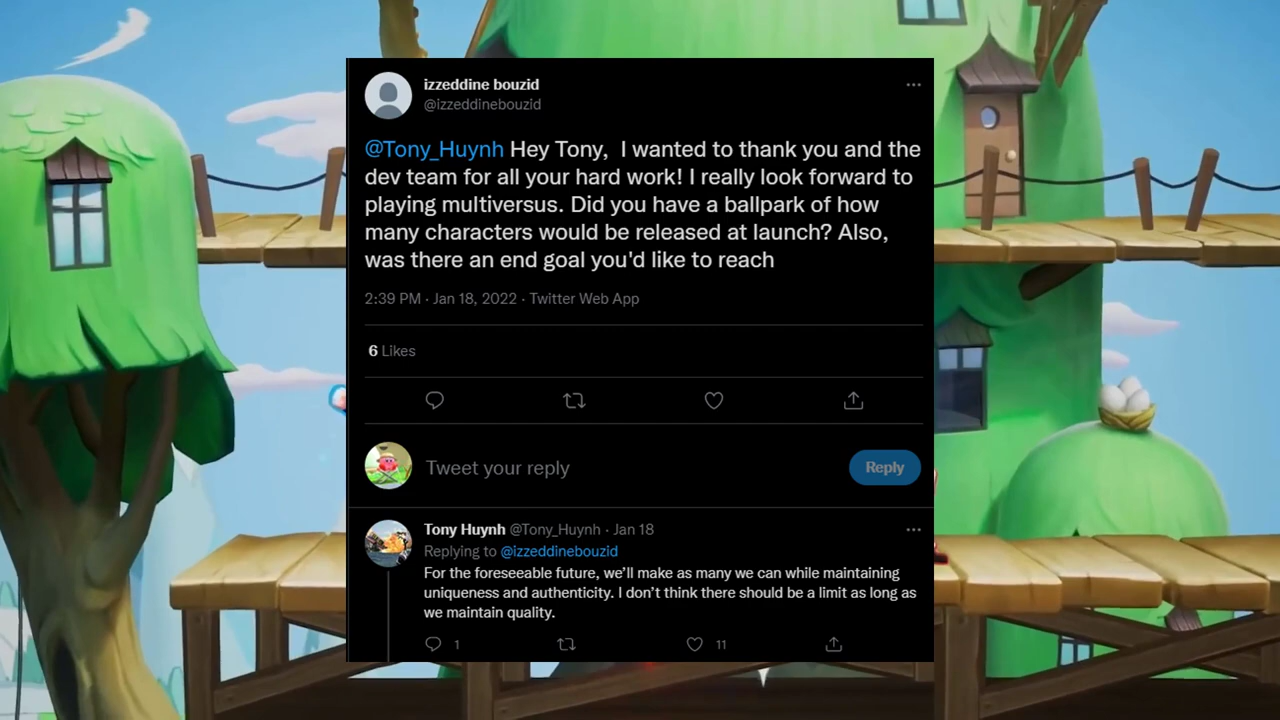 izzeddine bouzid
@izzeddinebouzid
@Tony_Huynh Hey Tony,  I wanted to thank you and the
dev team for all your hard work! I really look forward to
playing multiversus. Did you have a ballpark of how
many characters would be released at launch? Also,
was there an end goal you'd like to reach
2:39 PM · Jan 18, 2022 · Twitter Web App
6 Likes
Tweet your reply
Reply
Tony Huynh @Tony_Huynh · Jan 18
Replying to @izzeddinebouzid
For the foreseeable future, we’ll make as many we can while maintaining
uniqueness and authenticity. I don’t think there should be a limit as long as
we maintain quality.
1 11